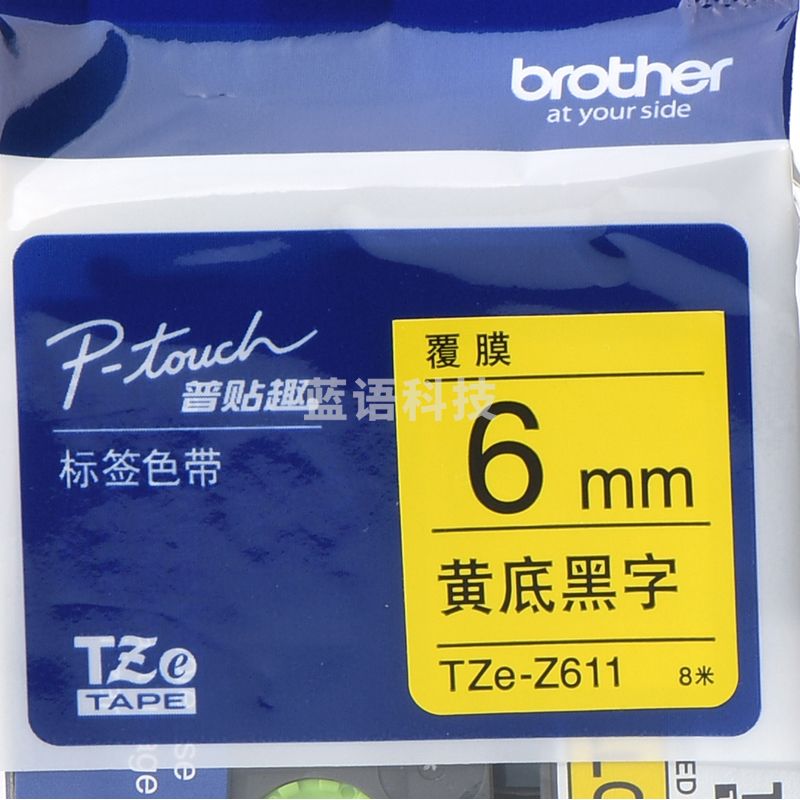 brother
at your side
P-touch
普贴趣
蓝语科技
标签色带
覆膜
6 mm
黄底黑字
TZe-Z611 8米
TZe
TAPE